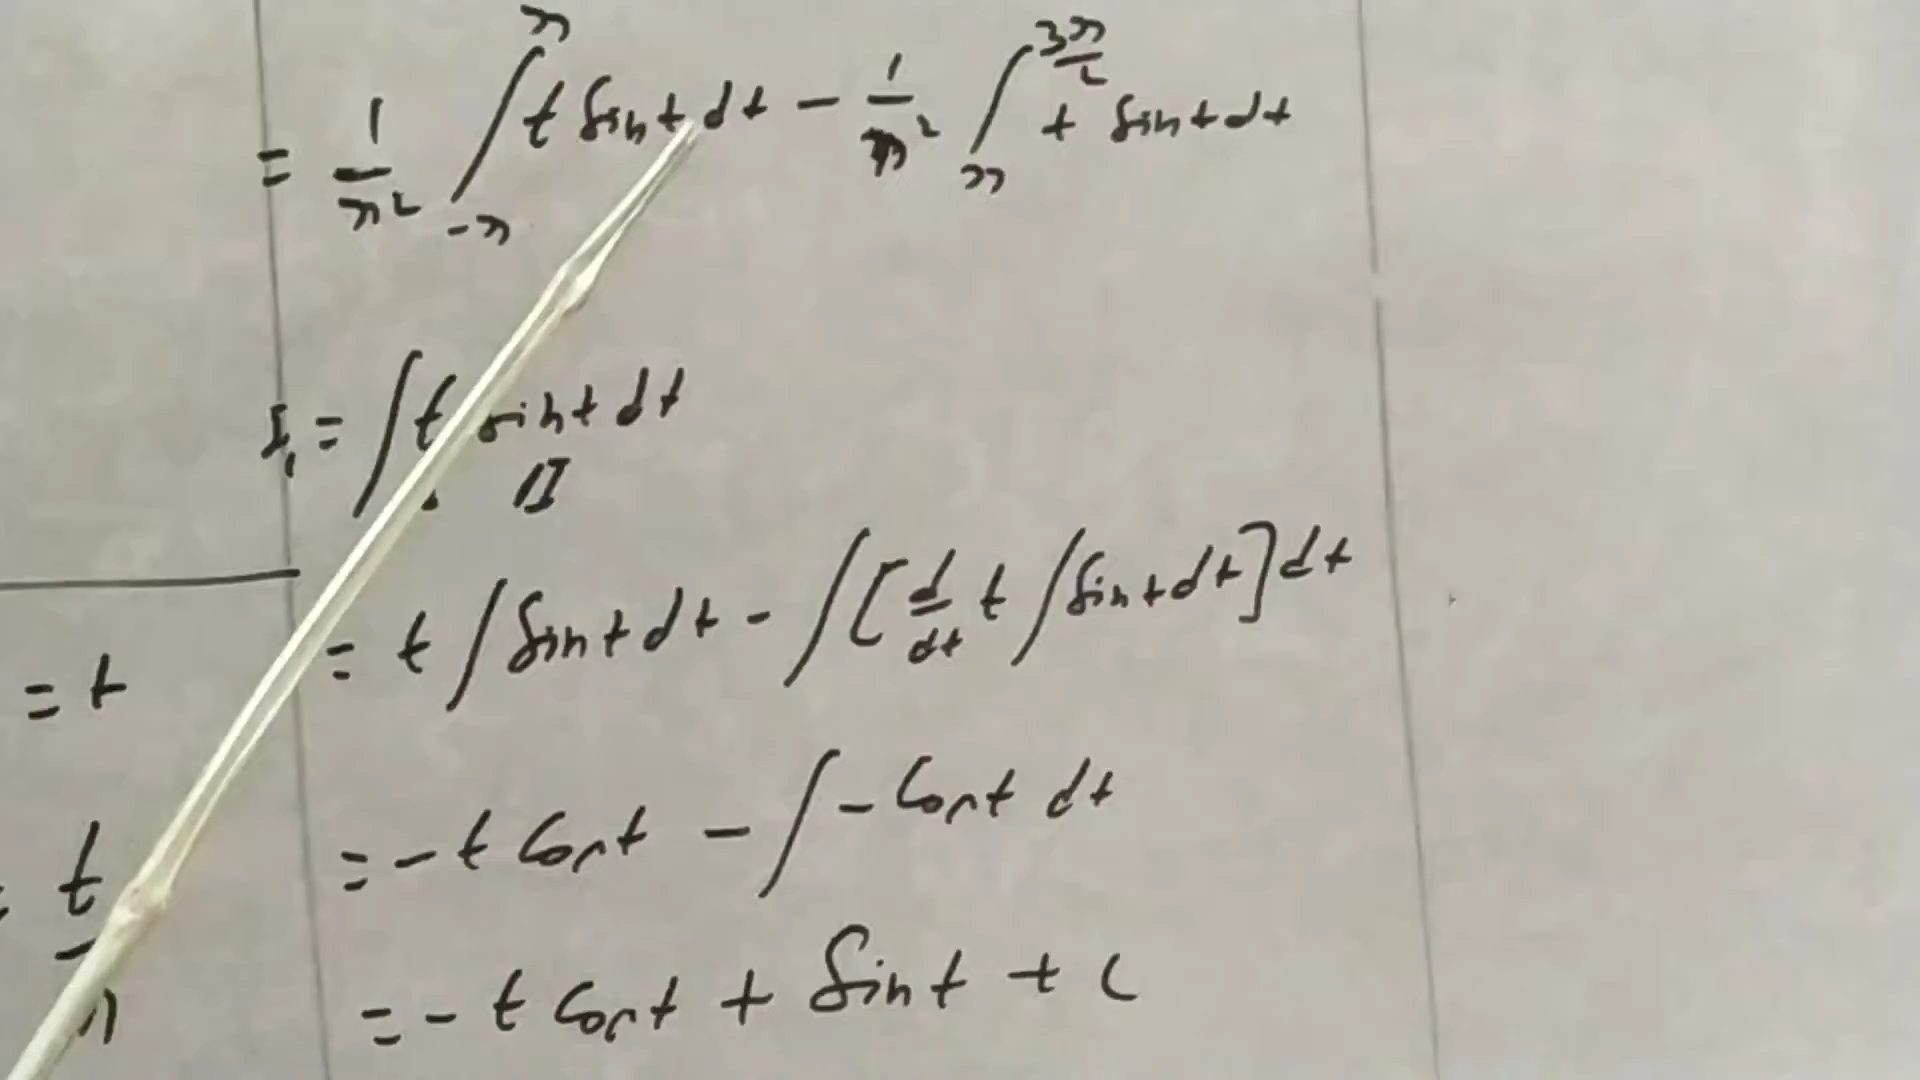 = 1/π² ∫_{-π}^{π} t sin t dt - 1/π² ∫_{π}^{3π/2} t sin t dt
I₁ = ∫ t sin t dt
II
= t ∫ sin t dt - ∫ [d/dt t ∫ sin t dt] dt
= t
= - t cos t - ∫ - cos t dt
= t/π
= - t cos t + sin t + c